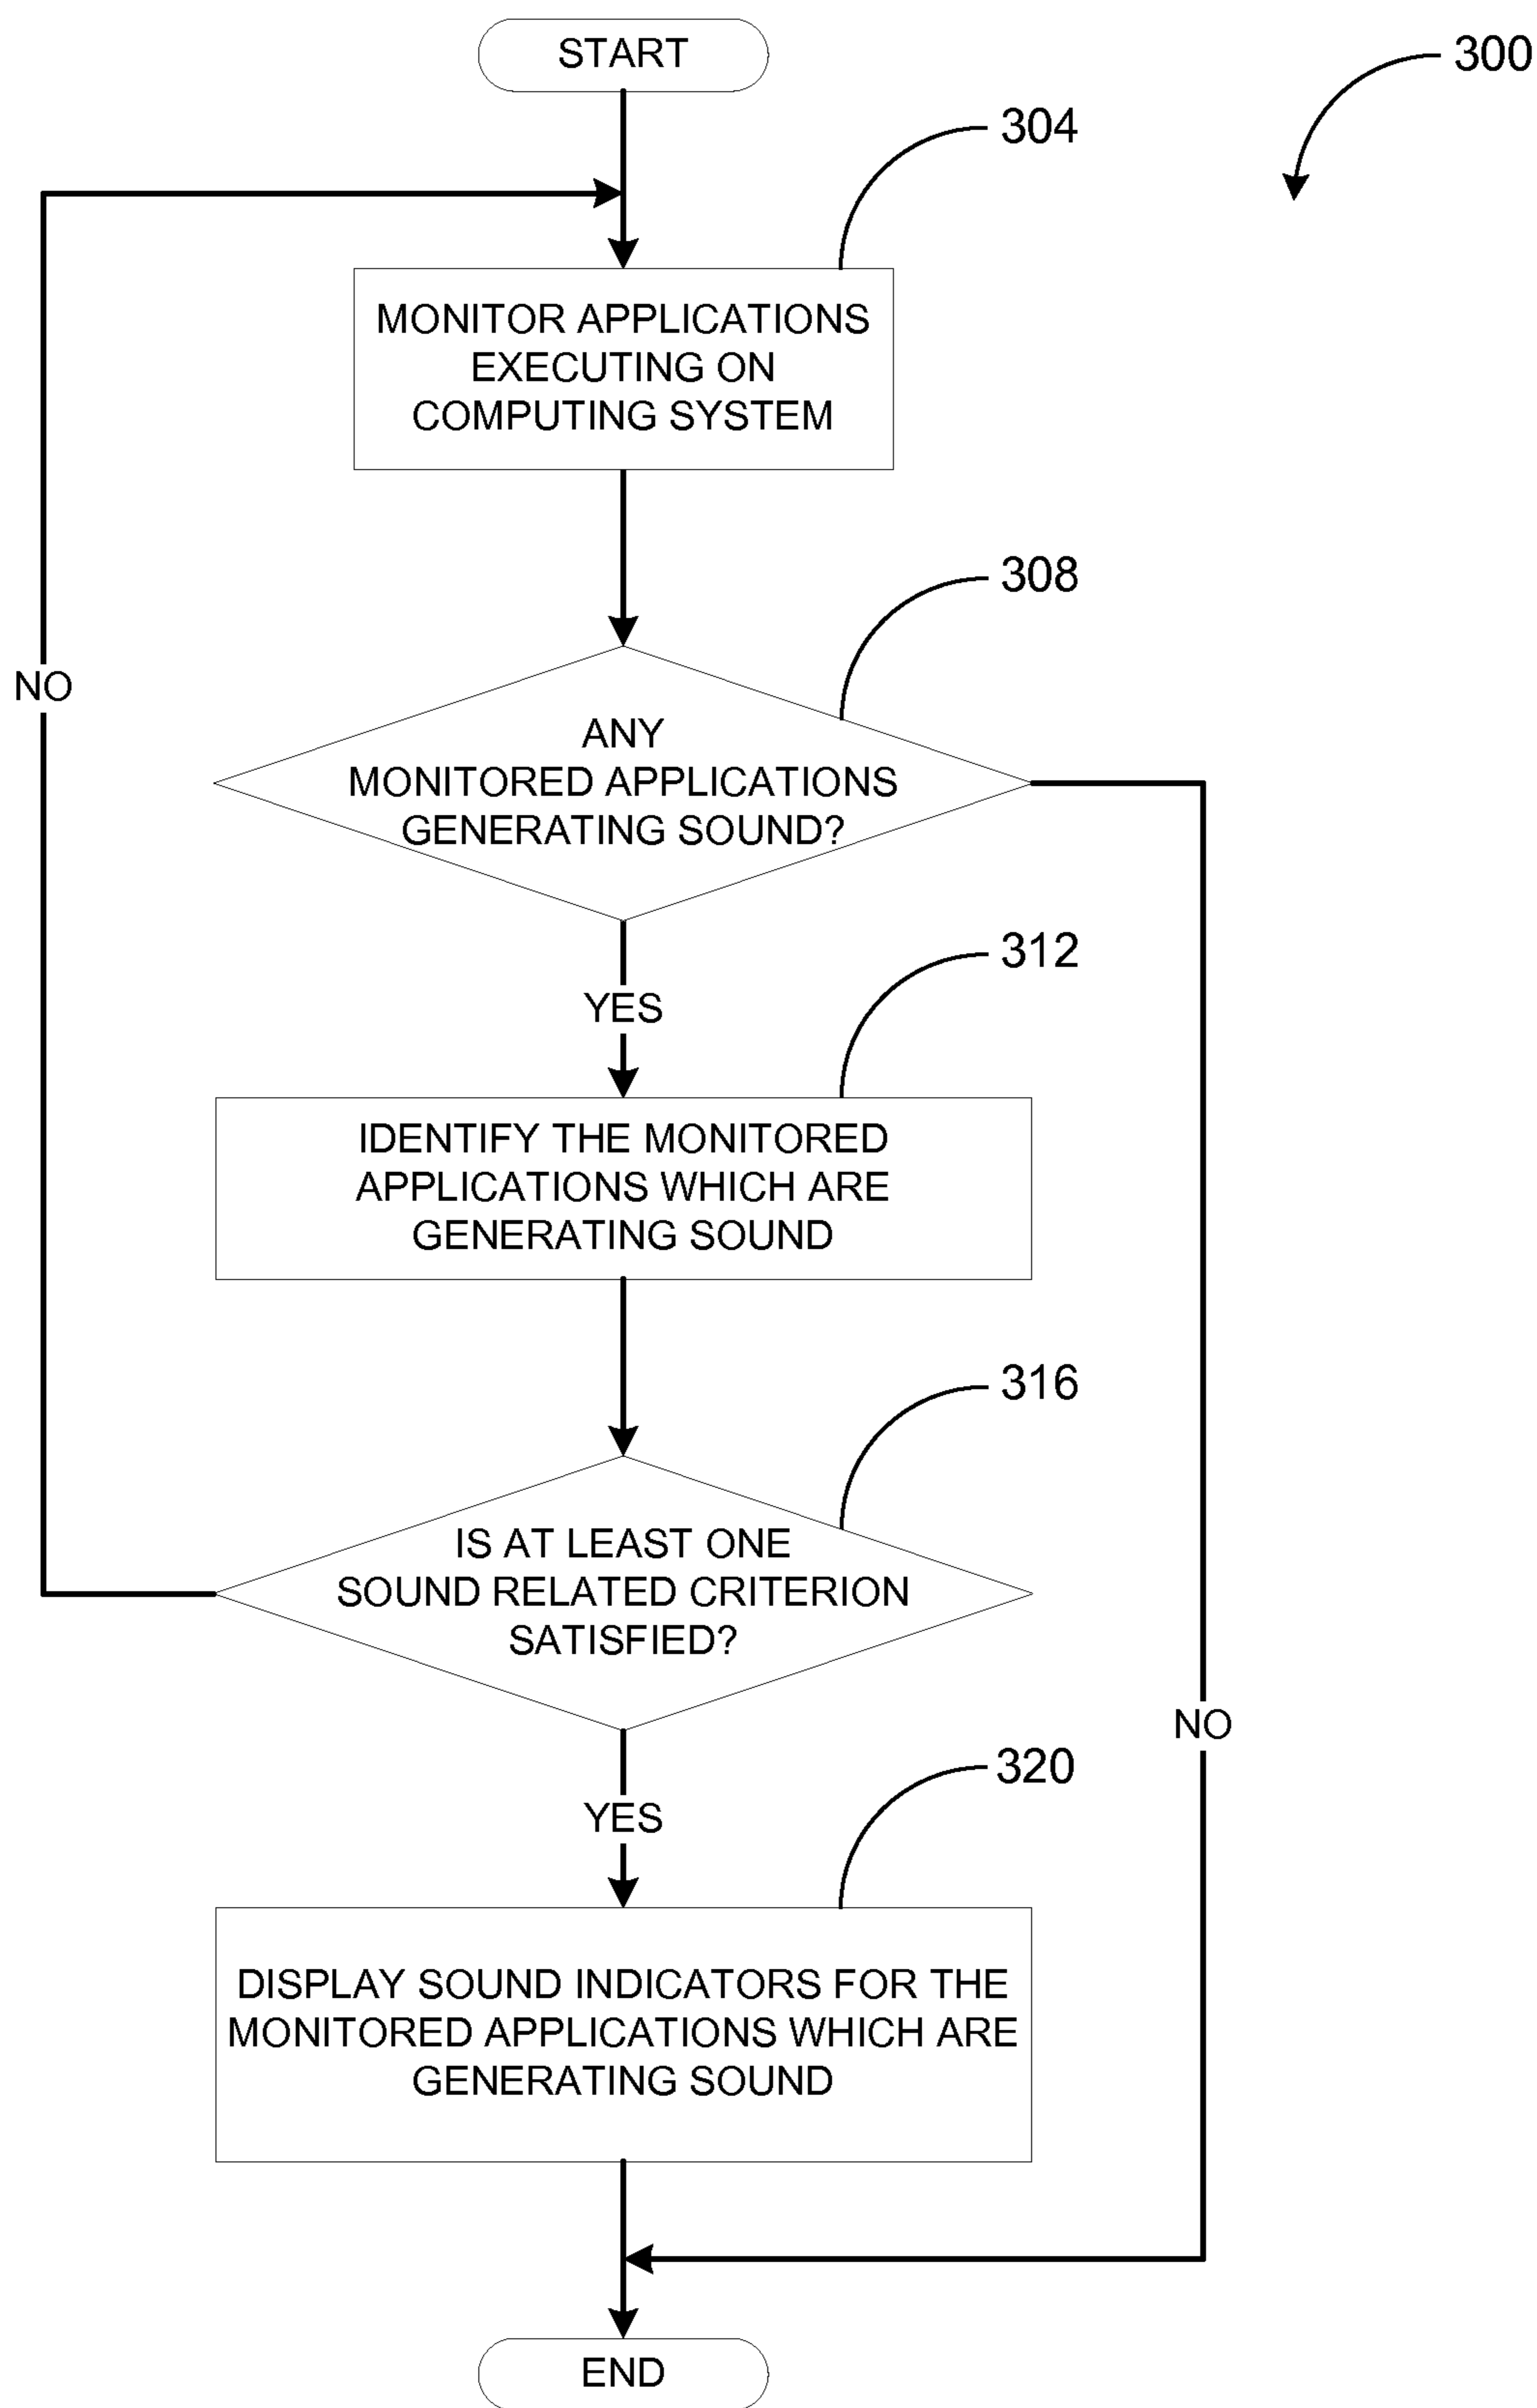 START
300
304
MONITOR APPLICATIONS
EXECUTING ON
COMPUTING SYSTEM
308
NO
ANY
MONITORED APPLICATIONS
GENERATING SOUND?
312
YES
IDENTIFY THE MONITORED
APPLICATIONS WHICH ARE
GENERATING SOUND
316
IS AT LEAST ONE
SOUND RELATED CRITERION
SATISFIED?
NO
320
YES
DISPLAY SOUND INDICATORS FOR THE
MONITORED APPLICATIONS WHICH ARE
GENERATING SOUND
END